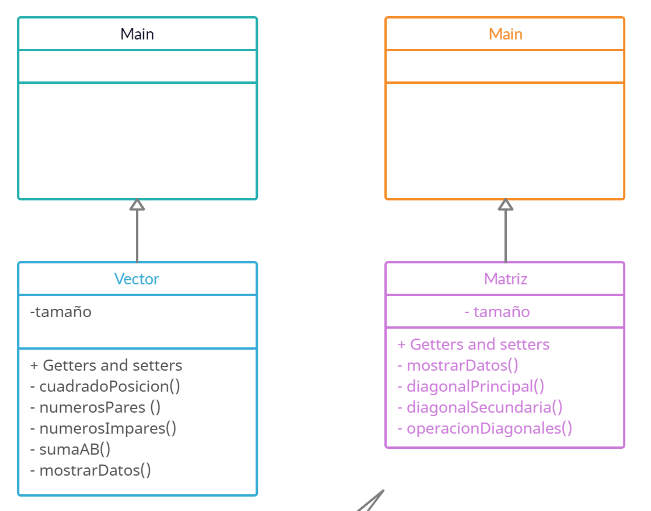 Main
Vector
-tamaño
+ Getters and setters
- cuadradoPosicion()
- numerosPares ()
- numerosImpares()
- sumaAB()
- mostrarDatos()
Main
Matriz
- tamaño
+ Getters and setters
- mostrarDatos()
- diagonalPrincipal()
- diagonalSecundaria()
- operacionDiagonales()